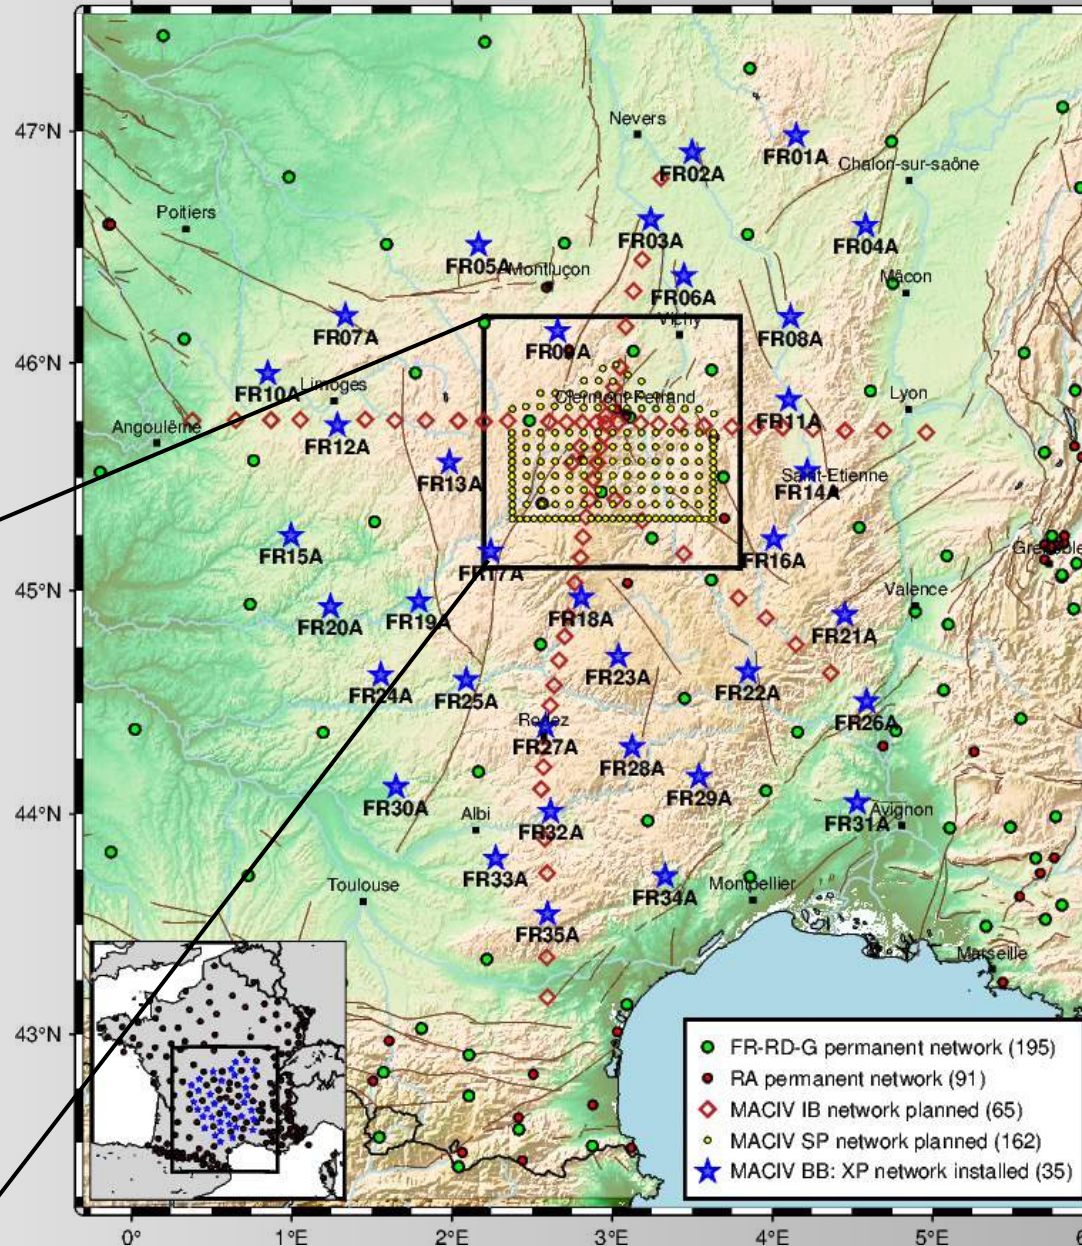 Nevers
47°N
FR01A
FR02A
Chalon-sur-saône
Poitiers
FR03A
FR04A
FR05A
Montluçon
Mâcon
FR06A
Vichy
FR07A
FR08A
FR09A
46°N
FR10A
Limoges
Clermont-Ferrand
Lyon
FR11A
Angoulême
FR12A
FR13A
Saint-Etienne
FR14A
FR15A
Grenoble
FR16A
FR17A
45°N
Valence
FR18A
FR19A
FR20A
FR21A
FR23A
FR22A
FR24A
FR25A
Rodez
FR26A
FR27A
FR28A
FR29A
FR30A
44°N
Albi
Avignon
FR31A
FR32A
FR33A
Toulouse
Montpellier
FR34A
FR35A
Marseille
43°N
FR-RD-G permanent network (195)
RA permanent network (91)
MACIV IB network planned (65)
MACIV SP network planned (162)
MACIV BB: XP network installed (35)
0°
1°E
2°E
3°E
4°E
5°E